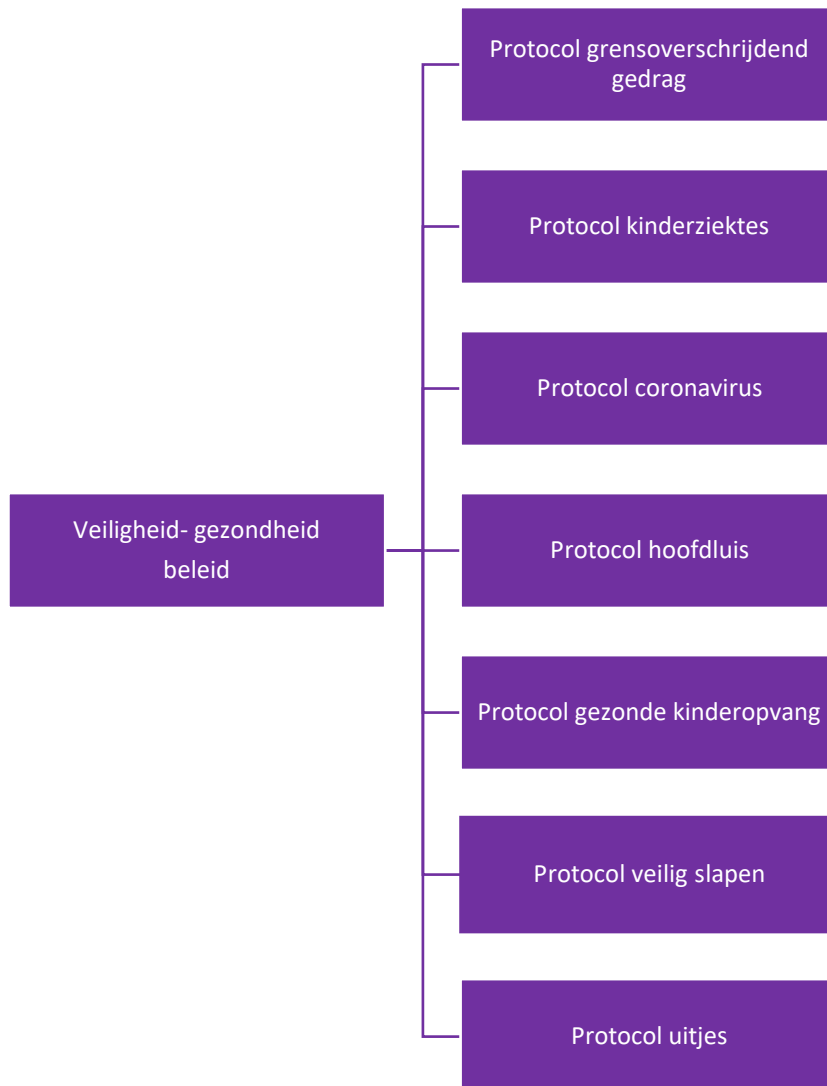 Protocol grensoverschrijdend
gedrag
Protocol kinderziektes
Protocol coronavirus
Veiligheid- gezondheid
beleid
Protocol hoofdluis
Protocol gezonde kinderopvang
Protocol veilig slapen
Protocol uitjes